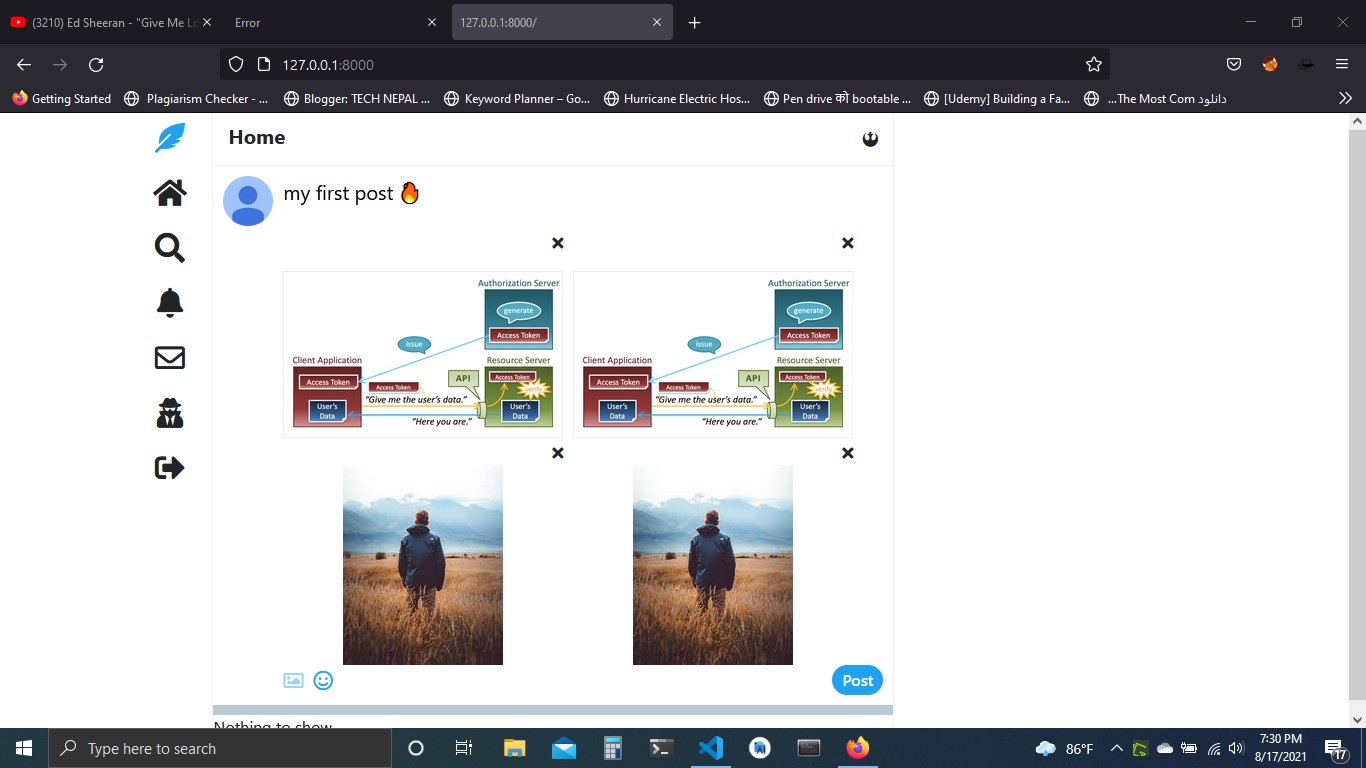 (3210) Ed Sheeran - "Give Me Lo
Error
127.0.0.1:8000/
127.0.0.1:8000
Getting Started
Plagiarism Checker - ...
Blogger: TECH NEPAL ...
Keyword Planner – Go...
Hurricane Electric Hos...
Pen drive को bootable ...
[Udemy] Building a Fa...
...The Most Com دانلود
Home
my first post 🔥
Authorization Server
generate
Access Token
issue
Client Application
Resource Server
Access Token
Access Token
API
Access Token
verify
"Give me the user's data."
User's Data
User's Data
"Here you are."
Authorization Server
generate
Access Token
issue
Client Application
Resource Server
Access Token
Access Token
API
Access Token
verify
"Give me the user's data."
User's Data
User's Data
"Here you are."
Post
Nothing to show
Type here to search
86°F
7:30 PM
8/17/2021
17